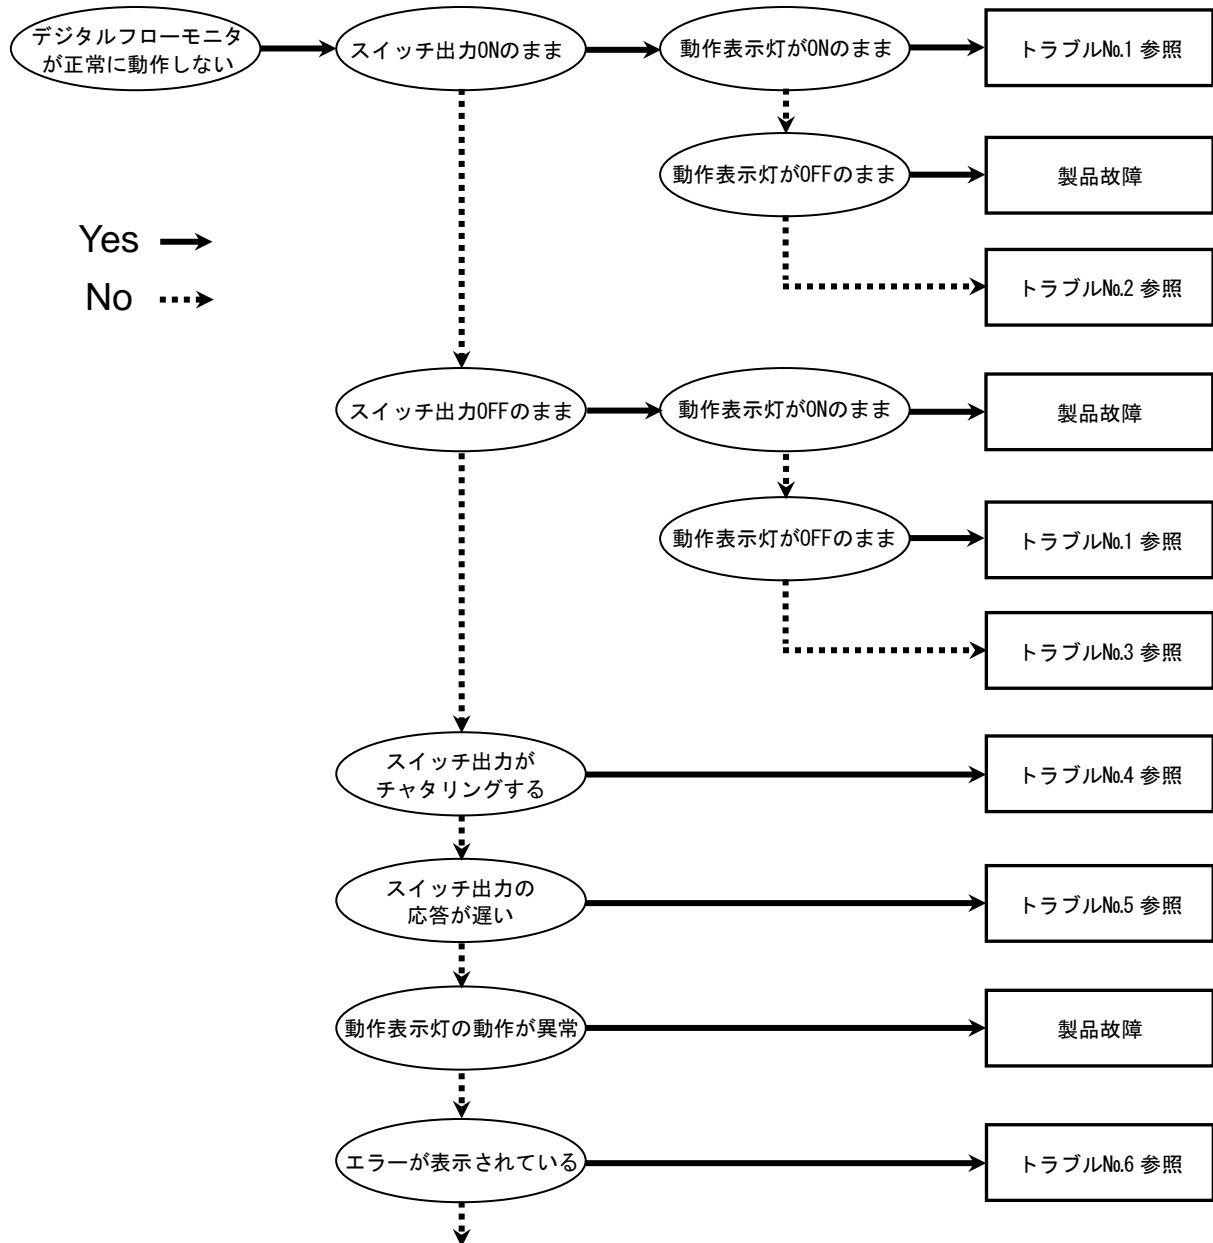 デジタルフローモニタ
が正常に動作しない
スイッチ出力ONのまま
動作表示灯がONのまま
トラブル№1 参照
動作表示灯がOFFのまま
製品故障
Yes
No
トラブル№2 参照
スイッチ出力OFFのまま
動作表示灯がONのまま
製品故障
動作表示灯がOFFのまま
トラブル№1 参照
トラブル№3 参照
スイッチ出力が
チャタリングする
トラブル№4 参照
スイッチ出力の
応答が遅い
トラブル№5 参照
動作表示灯の動作が異常
製品故障
エラーが表示されている
トラブル№6 参照